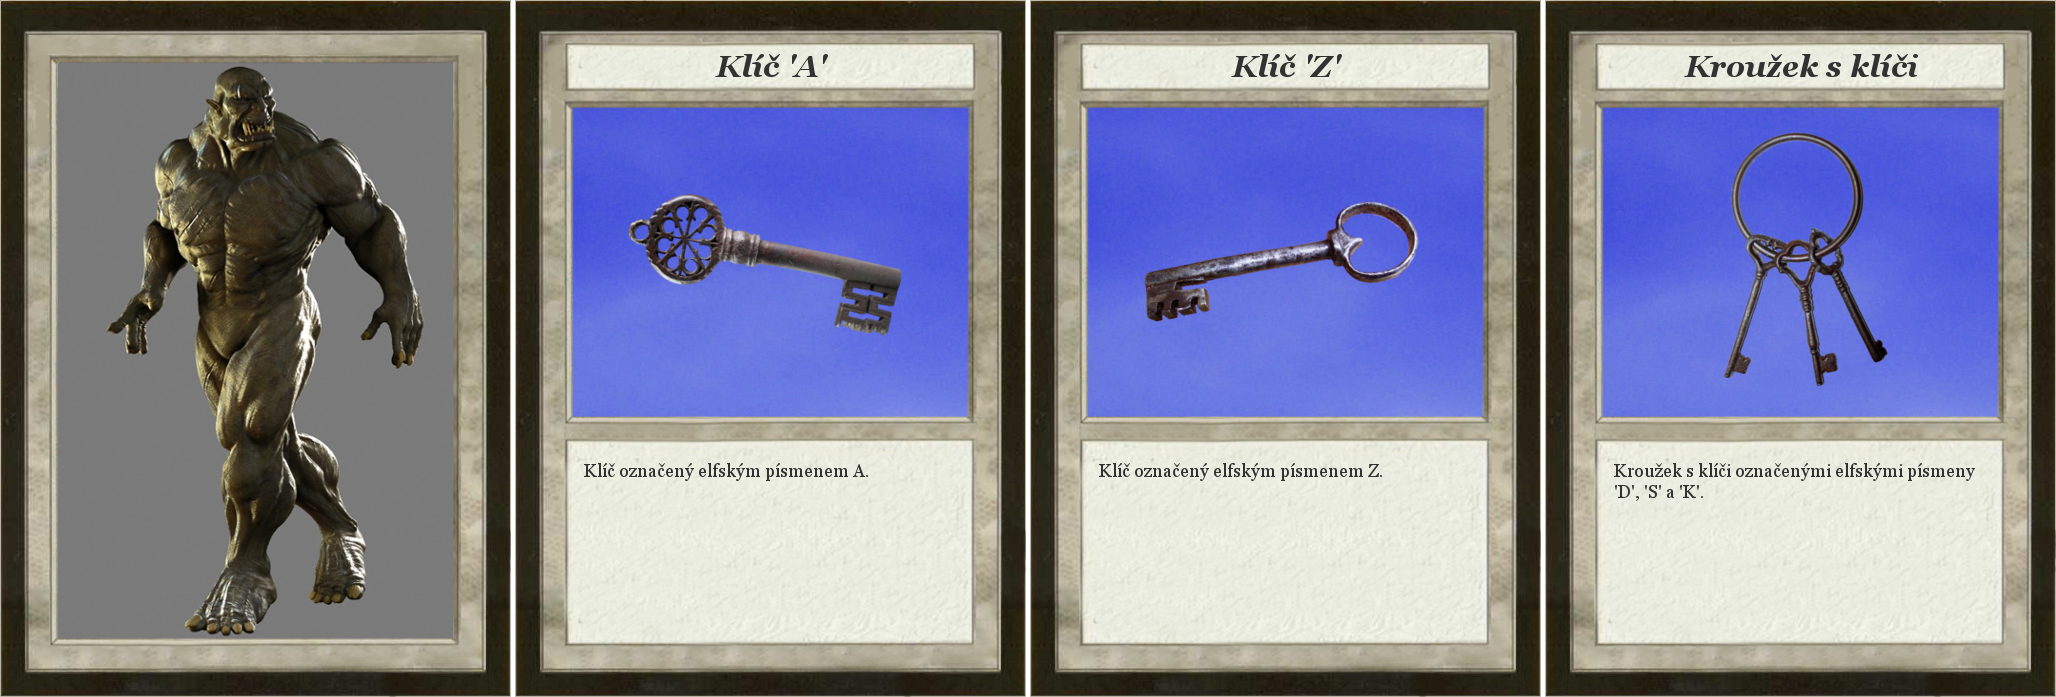 Klíč 'A'
Klíč označený elfským písmenem A.
Klíč 'Z'
Klíč označený elfským písmenem Z.
Kroužek s klíči
Kroužek s klíči označenými elfskými písmeny
'D', 'S' a 'K'.